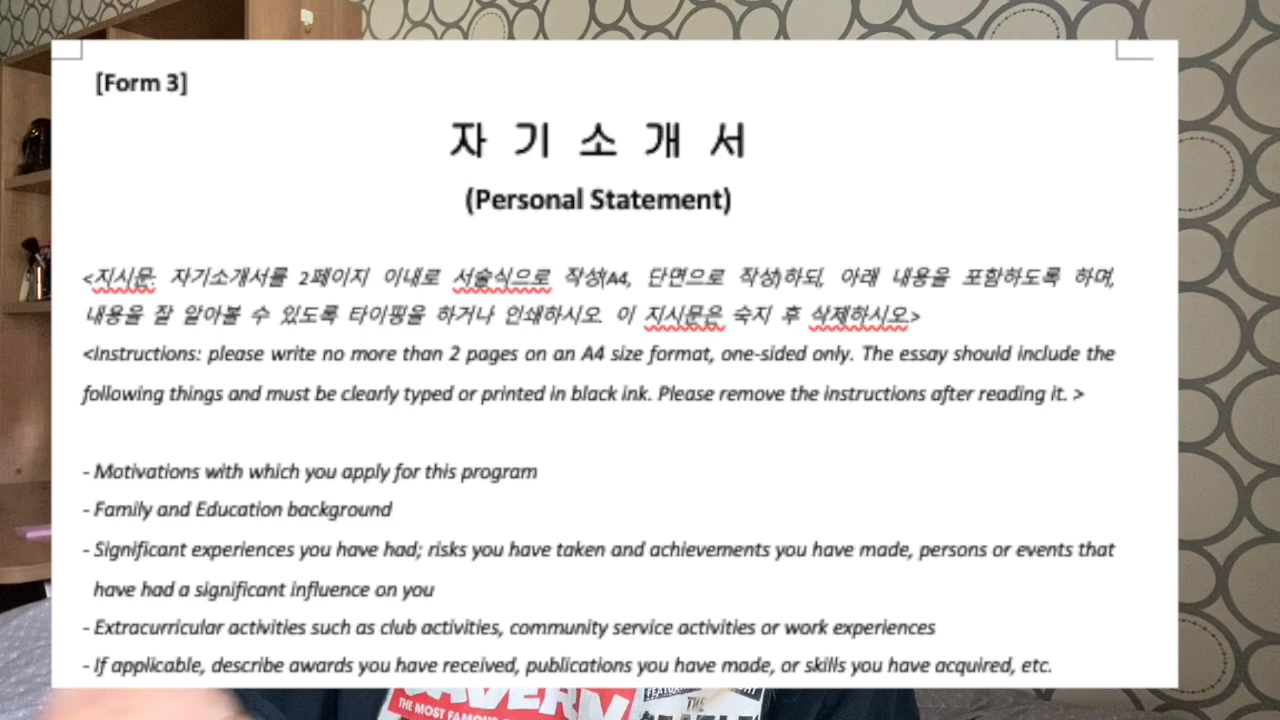 [Form 3]
자 기 소 개 서
(Personal Statement)
<지시문: 자기소개서를 2페이지 이내로 서술식으로 작성(A4, 단면으로 작성)하되, 아래 내용을 포함하도록 하며,
내용을 잘 알아볼 수 있도록 타이핑을 하거나 인쇄하시오. 이 지시문은 숙지 후 삭제하시오.>
<Instructions: please write no more than 2 pages on an A4 size format, one-sided only. The essay should include the
following things and must be clearly typed or printed in black ink. Please remove the instructions after reading it. >
- Motivations with which you apply for this program
- Family and Education background
- Significant experiences you have had; risks you have taken and achievements you have made, persons or events that
have had a significant influence on you
- Extracurricular activities such as club activities, community service activities or work experiences
- If applicable, describe awards you have received, publications you have made, or skills you have acquired, etc.
CAVERN
THE MOST
THE